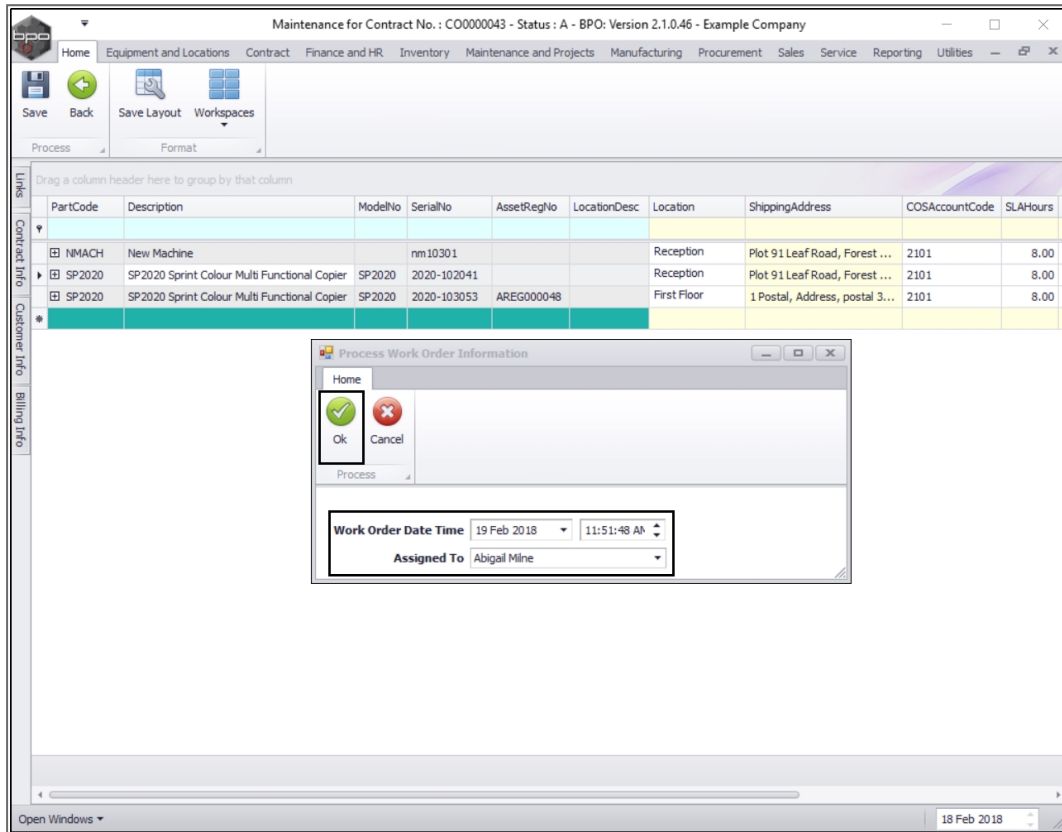 bpo
Maintenance for Contract No. : CO0000043 - Status : A - BPO: Version 2.1.0.46 - Example Company
Home Equipment and Locations Contract Finance and HR Inventory Maintenance and Projects Manufacturing Procurement Sales Service Reporting Utilities
Save Back Save Layout Workspaces
Process Format
Links
Contract Info
Customer Info
Billing Info
Drag a column header here to group by that column
PartCode Description ModelNo SerialNo AssetRegNo LocationDesc Location ShippingAddress COSAccountCode SLAHours
NMACH New Machine nm10301 Reception Plot 91 Leaf Road, Forest ... 2101 8.00
SP2020 SP2020 Sprint Colour Multi Functional Copier SP2020 2020-102041 Reception Plot 91 Leaf Road, Forest ... 2101 8.00
SP2020 SP2020 Sprint Colour Multi Functional Copier SP2020 2020-103053 AREG000048 First Floor 1 Postal, Address, postal 3... 2101 8.00
Process Work Order Information
Home
Ok Cancel
Process
Work Order Date Time 19 Feb 2018 11:51:48 AM
Assigned To Abigail Milne
Open Windows 18 Feb 2018